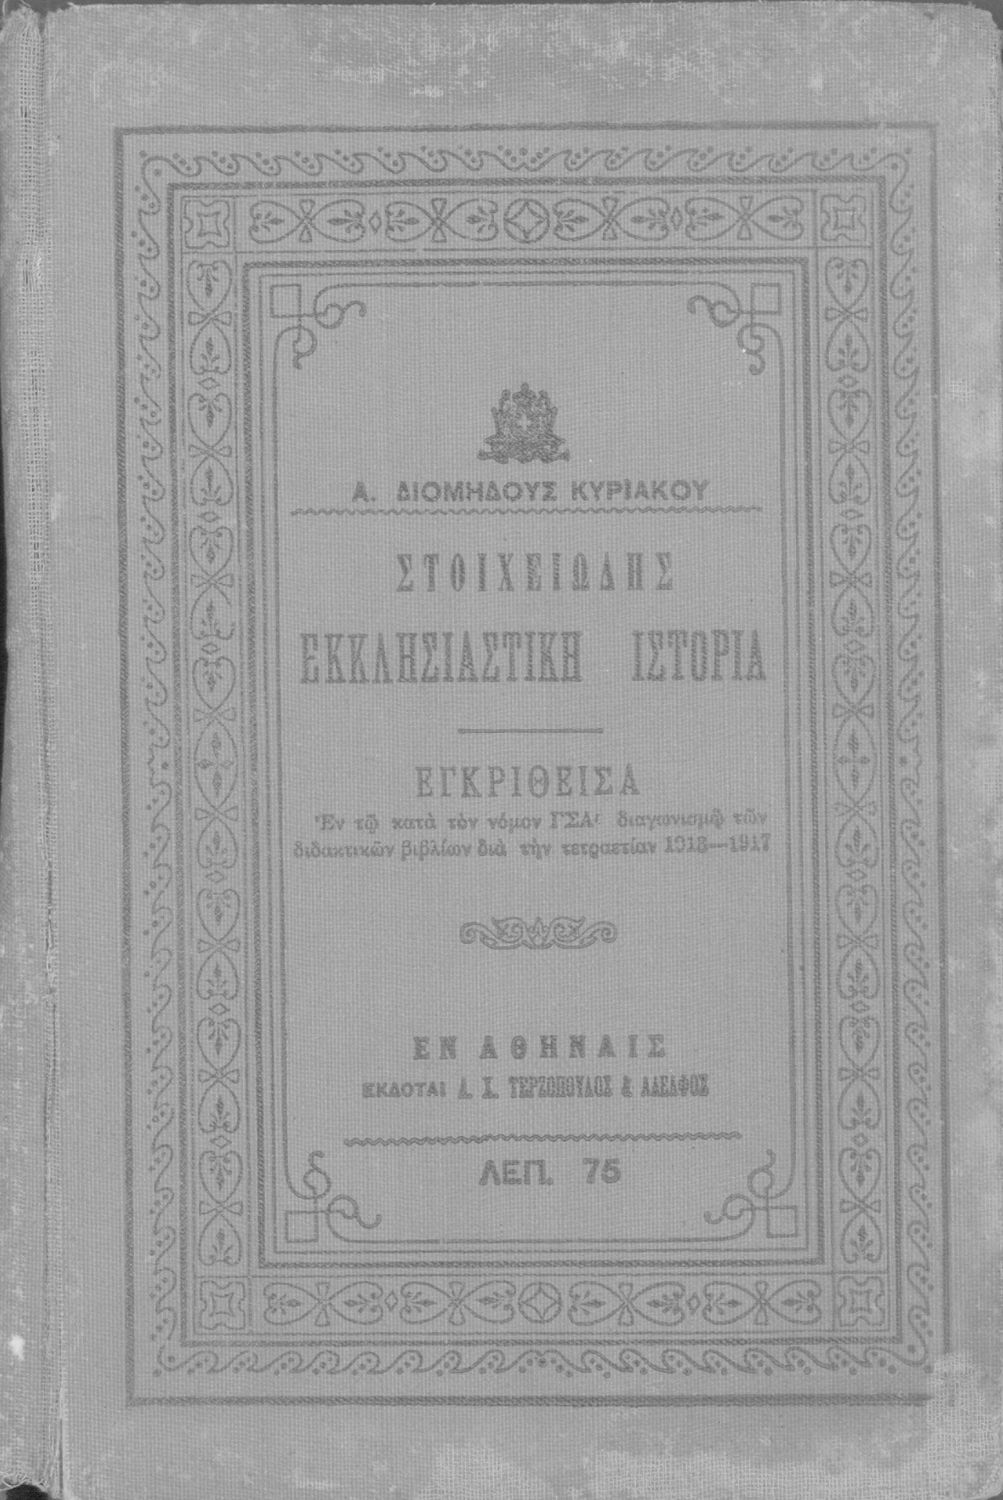 Α. ΔΙΟΜΗΔΟΥΣ ΚΥΡΙΑΚΟΥ
ΣΤΟΙΧΕΙΩΔΗΣ
ΕΚΚΛΗΣΙΑΣΤΙΚΗ ΙΣΤΟΡΙΑ
ΕΓΚΡΙΘΕΙΣΑ
Ἐν τῷ κατὰ τὸν νόμον ΓΣΑʹ διαγωνισμῷ τῶν
διδακτικῶν βιβλίων διὰ τὴν τετραετίαν 1913—1917
ΕΝ ΑΘΗΝΑΙΣ
ΕΚΔΟΤΑΙ Δ. Χ. ΤΕΡΖΟΠΟΥΛΟΣ & ΑΔΕΛΦΟΣ
ΛΕΠ. 75